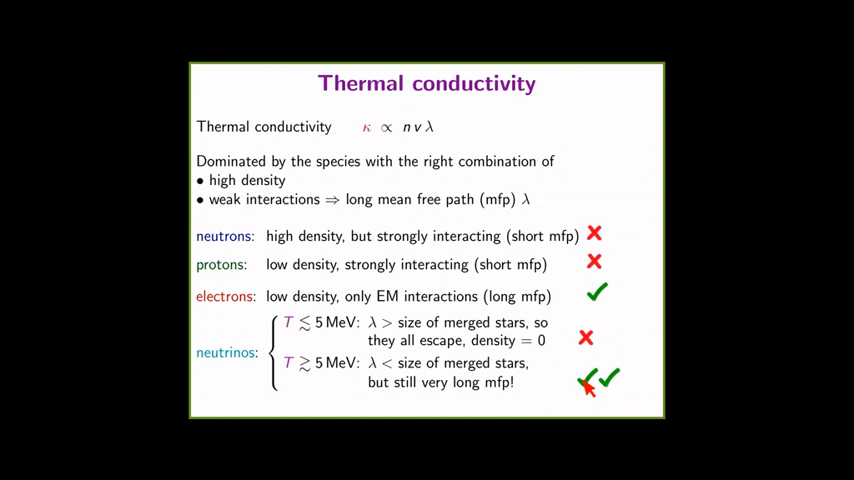 Thermal conductivity
Thermal conductivity κ ∝ n v λ
Dominated by the species with the right combination of
• high density
• weak interactions ⇒ long mean free path (mfp) λ
neutrons: high density, but strongly interacting (short mfp) ✗
protons: low density, strongly interacting (short mfp) ✗
electrons: low density, only EM interactions (long mfp) ✓
T ≲ 5 MeV: λ > size of merged stars, so
they all escape, density = 0 ✗
neutrinos:
T ≳ 5 MeV: λ < size of merged stars,
but still very long mfp! ✓✓